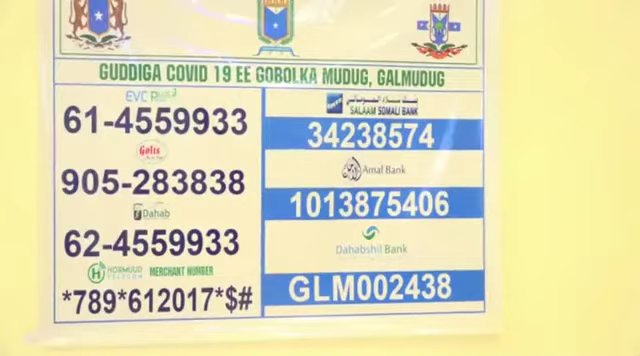 GUDDIGA COVID 19 EE GOBOLKA MUDUG, GALMUDUG
EVC
61-4559933
Golis
905-283838
Dahab
62-4559933
HORMUUD TELECOM MERCHANT NUMBER
*789*612017*$#
SALAAM SOMALI BANK
34238574
Amal Bank
1013875406
Dahabshil Bank
GLM002438